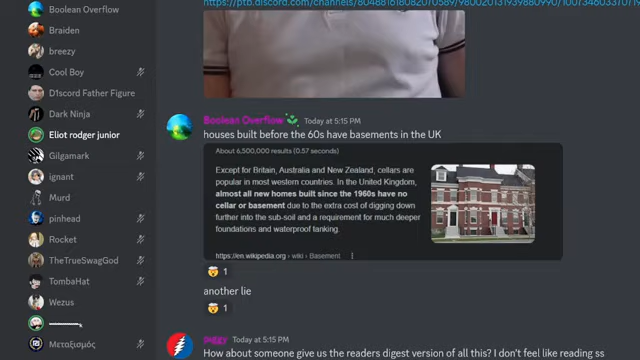 https://ptb.discord.com/channels/
Boolean Overflow
Braiden
breezy
Cool Boy
D1scord Father Figure
Dark Ninja
Eliot rodger junior
Gilgamark
ignant
Murd
pinhead
Rocket
TheTrueSwagGod
TombaHat
Wezus
Μεταξισμός
Boolean Overflow Today at 5:15 PM
houses built before the 60s have basements in the UK
About 6,500,000 results (0.57 seconds)
Except for Britain, Australia and New Zealand, cellars are
popular in most western countries. In the United Kingdom,
almost all new homes built since the 1960s have no
cellar or basement due to the extra cost of digging down
further into the sub-soil and a requirement for much deeper
foundations and waterproof tanking.
https://en.wikipedia.org › wiki › Basement
1
another lie
1
piggy Today at 5:15 PM
How about someone give us the readers digest version of all this? I don't feel like reading ss